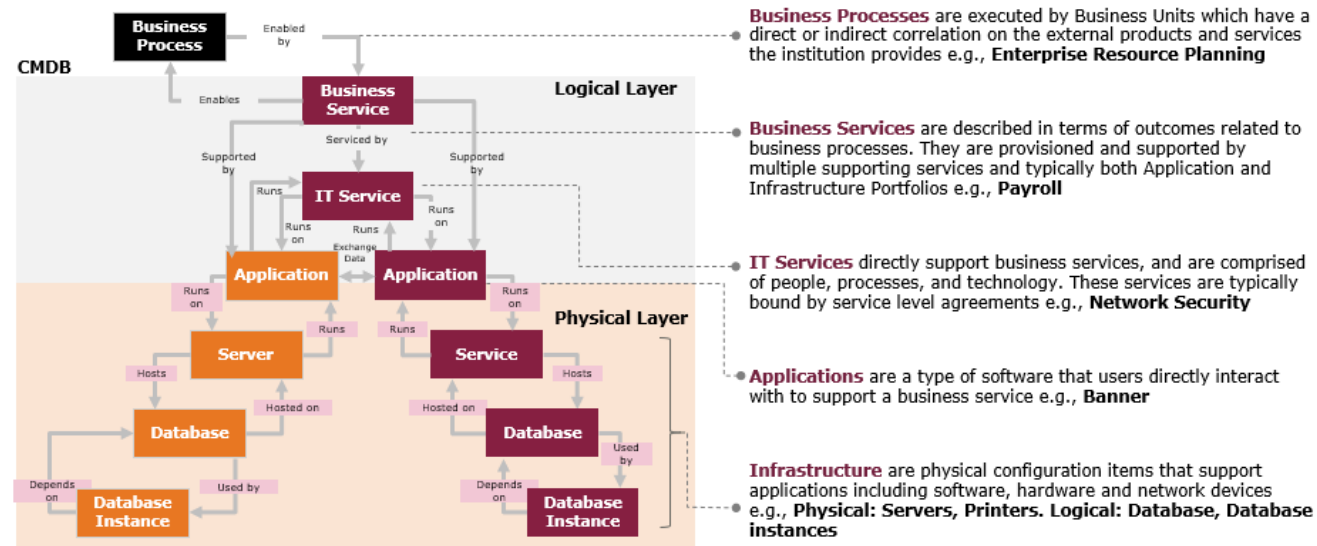 Business
Process
Enabled
by
CMDB
Enables
Business
Service
Logical Layer
Supported
by
Serviced by
Supported
by
Runs
IT Service
Runs
on
Runs
Runs
on
Exchange
Data
Application
Application
Runs
on
Runs
on
Physical Layer
Runs
Runs
Server
Service
Hosts
Hosts
Hosted on
Hosted on
Database
Database
Used
by
Depends
on
Used by
Depends
on
Database
Instance
Database
Instance
Business Processes are executed by Business Units which have a
direct or indirect correlation on the external products and services
the institution provides e.g., Enterprise Resource Planning
Business Services are described in terms of outcomes related to
business processes. They are provisioned and supported by
multiple supporting services and typically both Application and
Infrastructure Portfolios e.g., Payroll
IT Services directly support business services, and are comprised
of people, processes, and technology. These services are typically
bound by service level agreements e.g., Network Security
Applications are a type of software that users directly interact
with to support a business service e.g., Banner
Infrastructure are physical configuration items that support
applications including software, hardware and network devices
e.g., Physical: Servers, Printers. Logical: Database, Database
instances